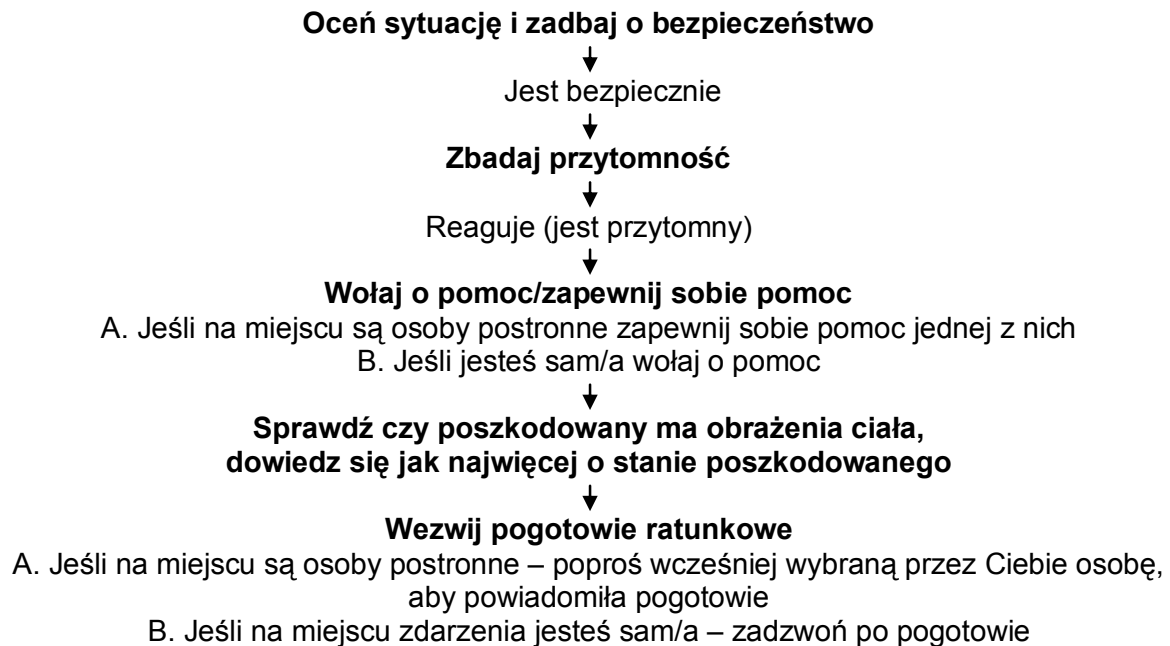 Oceń sytuację i zadbaj o bezpieczeństwo
Jest bezpiecznie
Zbadaj przytomność
Reaguje (jest przytomny)
Wołaj o pomoc/zapewnij sobie pomoc
A. Jeśli na miejscu są osoby postronne zapewnij sobie pomoc jednej z nich
B. Jeśli jesteś sam/a wołaj o pomoc
Sprawdź czy poszkodowany ma obrażenia ciała,
dowiedz się jak najwięcej o stanie poszkodowanego
Wezwij pogotowie ratunkowe
A. Jeśli na miejscu są osoby postronne – poproś wcześniej wybraną przez Ciebie osobę,
aby powiadomiła pogotowie
B. Jeśli na miejscu zdarzenia jesteś sam/a – zadzwoń po pogotowie